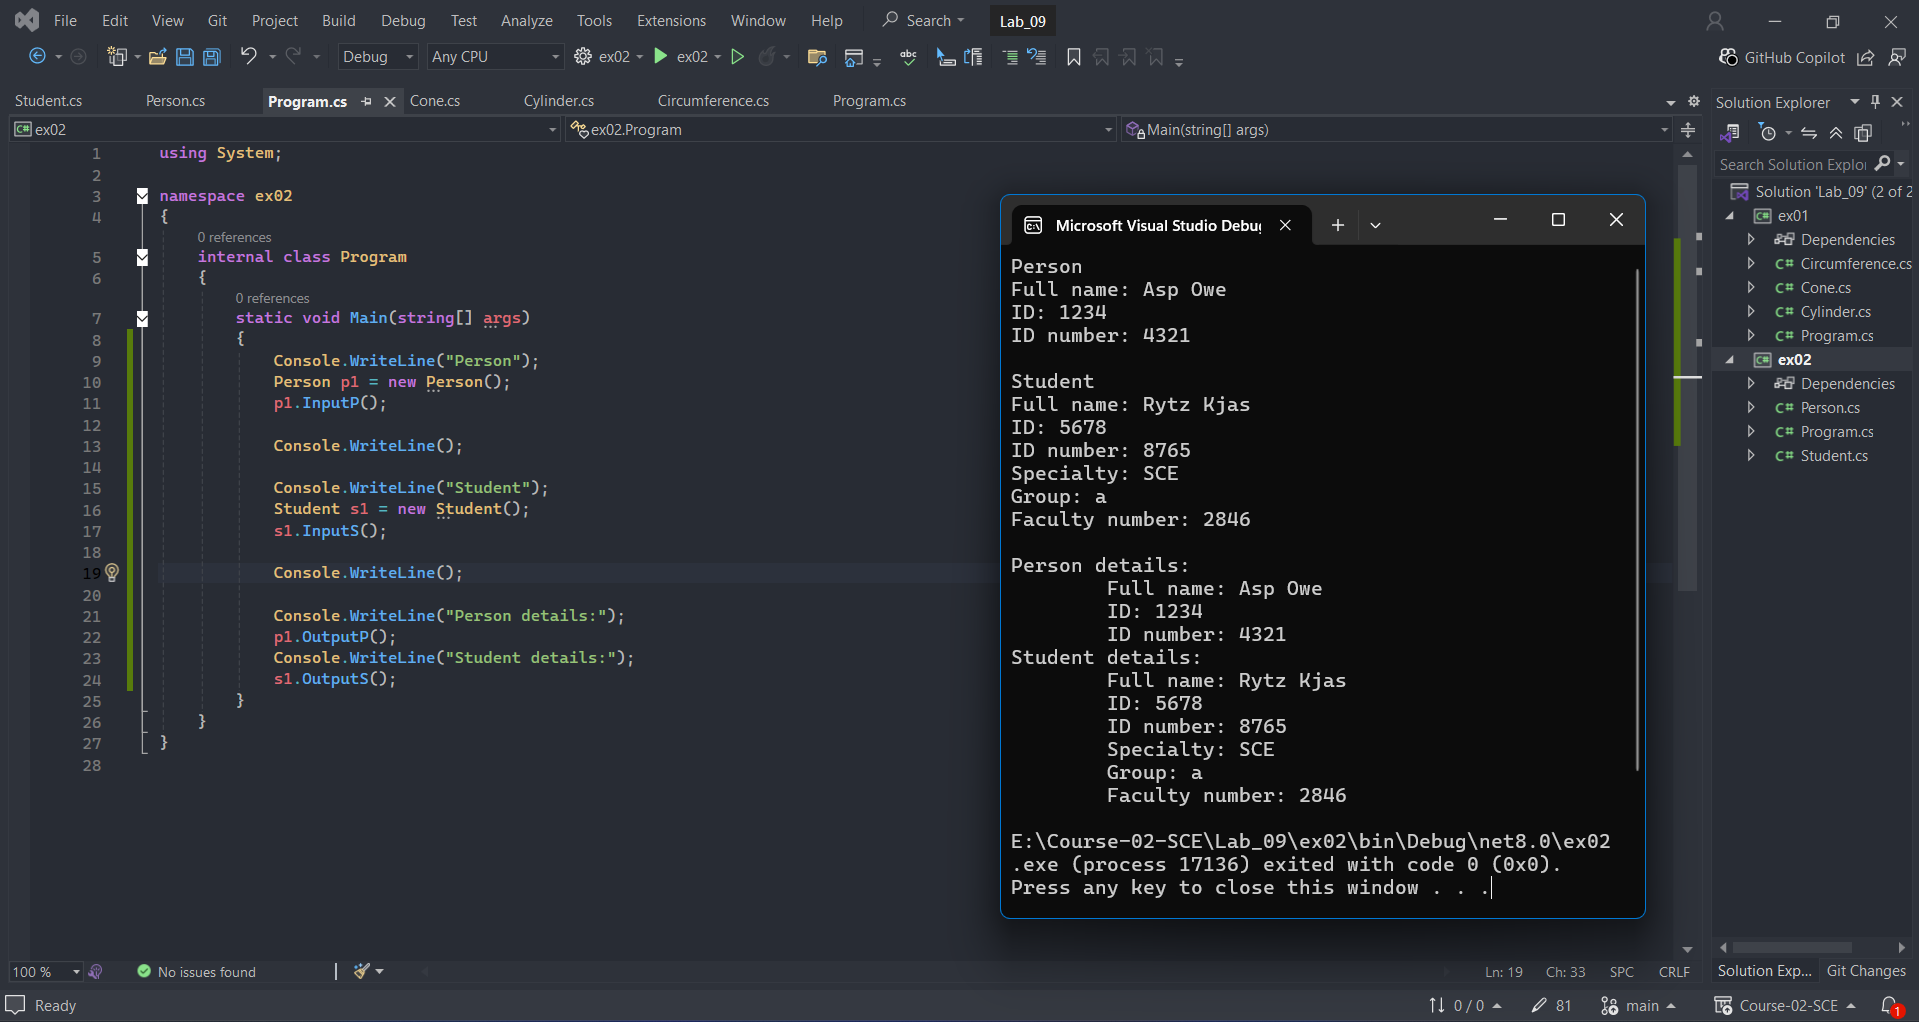 File Edit View Git Project Build Debug Test Analyze Tools Extensions Window Help Search Lab_09
Debug Any CPU ex02 ex02 abc GitHub Copilot
Student.cs Person.cs Program.cs Cone.cs Cylinder.cs Circumference.cs Program.cs
C# ex02 ex02.Program Main(string[] args)
1 using System;
2
3 namespace ex02
4 {
0 references
5 internal class Program
6 {
0 references
7 static void Main(string[] args)
8 {
9 Console.WriteLine("Person");
10 Person p1 = new Person();
11 p1.InputP();
12
13 Console.WriteLine();
14
15 Console.WriteLine("Student");
16 Student s1 = new Student();
17 s1.InputS();
18
19 Console.WriteLine();
20
21 Console.WriteLine("Person details:");
22 p1.OutputP();
23 Console.WriteLine("Student details:");
24 s1.OutputS();
25 }
26 }
27 }
28
Microsoft Visual Studio Debug
Person
Full name: Asp Owe
ID: 1234
ID number: 4321
Student
Full name: Rytz Kjas
ID: 5678
ID number: 8765
Specialty: SCE
Group: a
Faculty number: 2846
Person details:
Full name: Asp Owe
ID: 1234
ID number: 4321
Student details:
Full name: Rytz Kjas
ID: 5678
ID number: 8765
Specialty: SCE
Group: a
Faculty number: 2846
E:\Course-02-SCE\Lab_09\ex02\bin\Debug\net8.0\ex02
.exe (process 17136) exited with code 0 (0x0).
Press any key to close this window . . .
Solution Explorer
Search Solution Explo
Solution 'Lab_09' (2 of 2
C# ex01
Dependencies
C# Circumference.cs
C# Cone.cs
C# Cylinder.cs
C# Program.cs
C# ex02
Dependencies
C# Person.cs
C# Program.cs
C# Student.cs
Solution Exp... Git Changes
100 % No issues found Ln: 19 Ch: 33 SPC CRLF
Ready 0 / 0 81 main Course-02-SCE 1